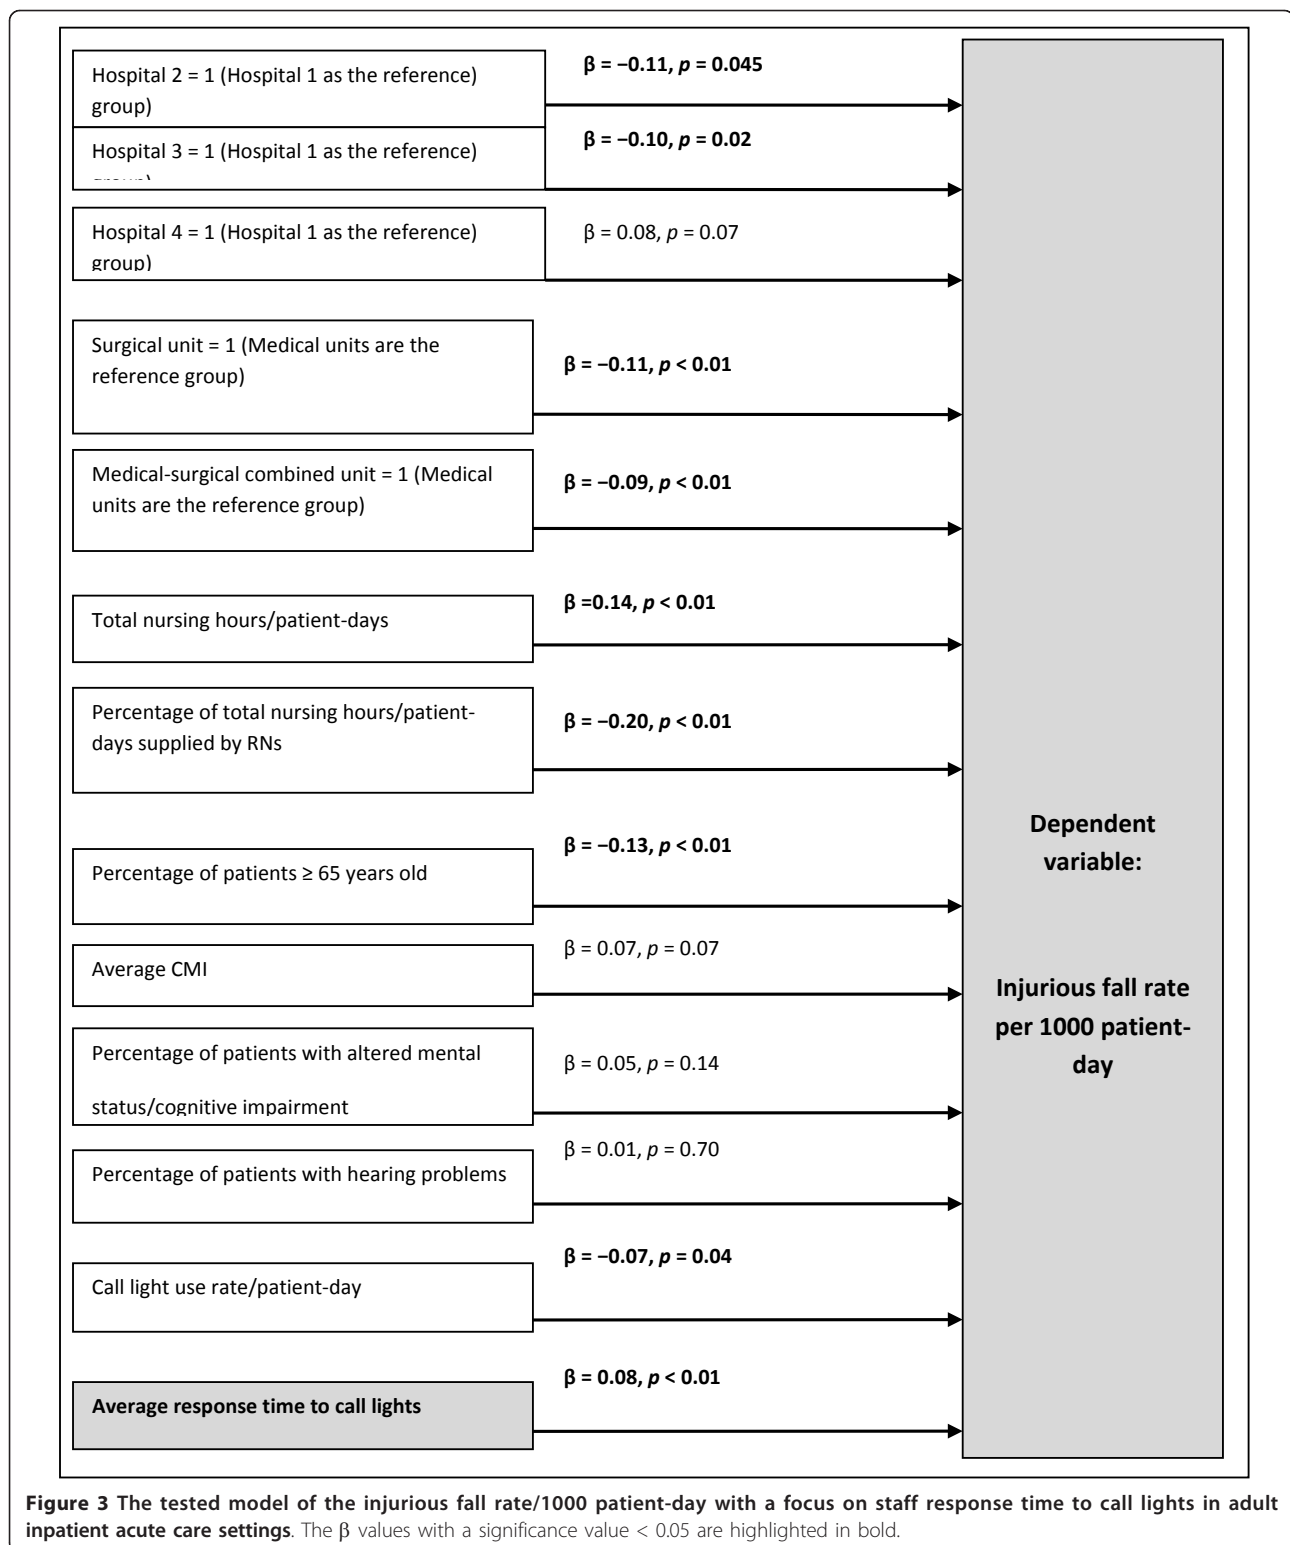 Hospital 2 = 1 (Hospital 1 as the reference)
group)
β = −0.11, p = 0.045
Hospital 3 = 1 (Hospital 1 as the reference)
group)
β = −0.10, p = 0.02
Hospital 4 = 1 (Hospital 1 as the reference)
group)
β = 0.08, p = 0.07
Surgical unit = 1 (Medical units are the
reference group)
β = −0.11, p < 0.01
Medical-surgical combined unit = 1 (Medical
units are the reference group)
β = −0.09, p < 0.01
Total nursing hours/patient-days
β =0.14, p < 0.01
Percentage of total nursing hours/patient-
days supplied by RNs
β = −0.20, p < 0.01
Percentage of patients ≥ 65 years old
β = −0.13, p < 0.01
Average CMI
β = 0.07, p = 0.07
Percentage of patients with altered mental
status/cognitive impairment
β = 0.05, p = 0.14
Percentage of patients with hearing problems
β = 0.01, p = 0.70
Call light use rate/patient-day
β = −0.07, p = 0.04
Average response time to call lights
β = 0.08, p < 0.01
Dependent
variable:
Injurious fall rate
per 1000 patient-
day
Figure 3 The tested model of the injurious fall rate/1000 patient-day with a focus on staff response time to call lights in adult
inpatient acute care settings. The β values with a significance value < 0.05 are highlighted in bold.